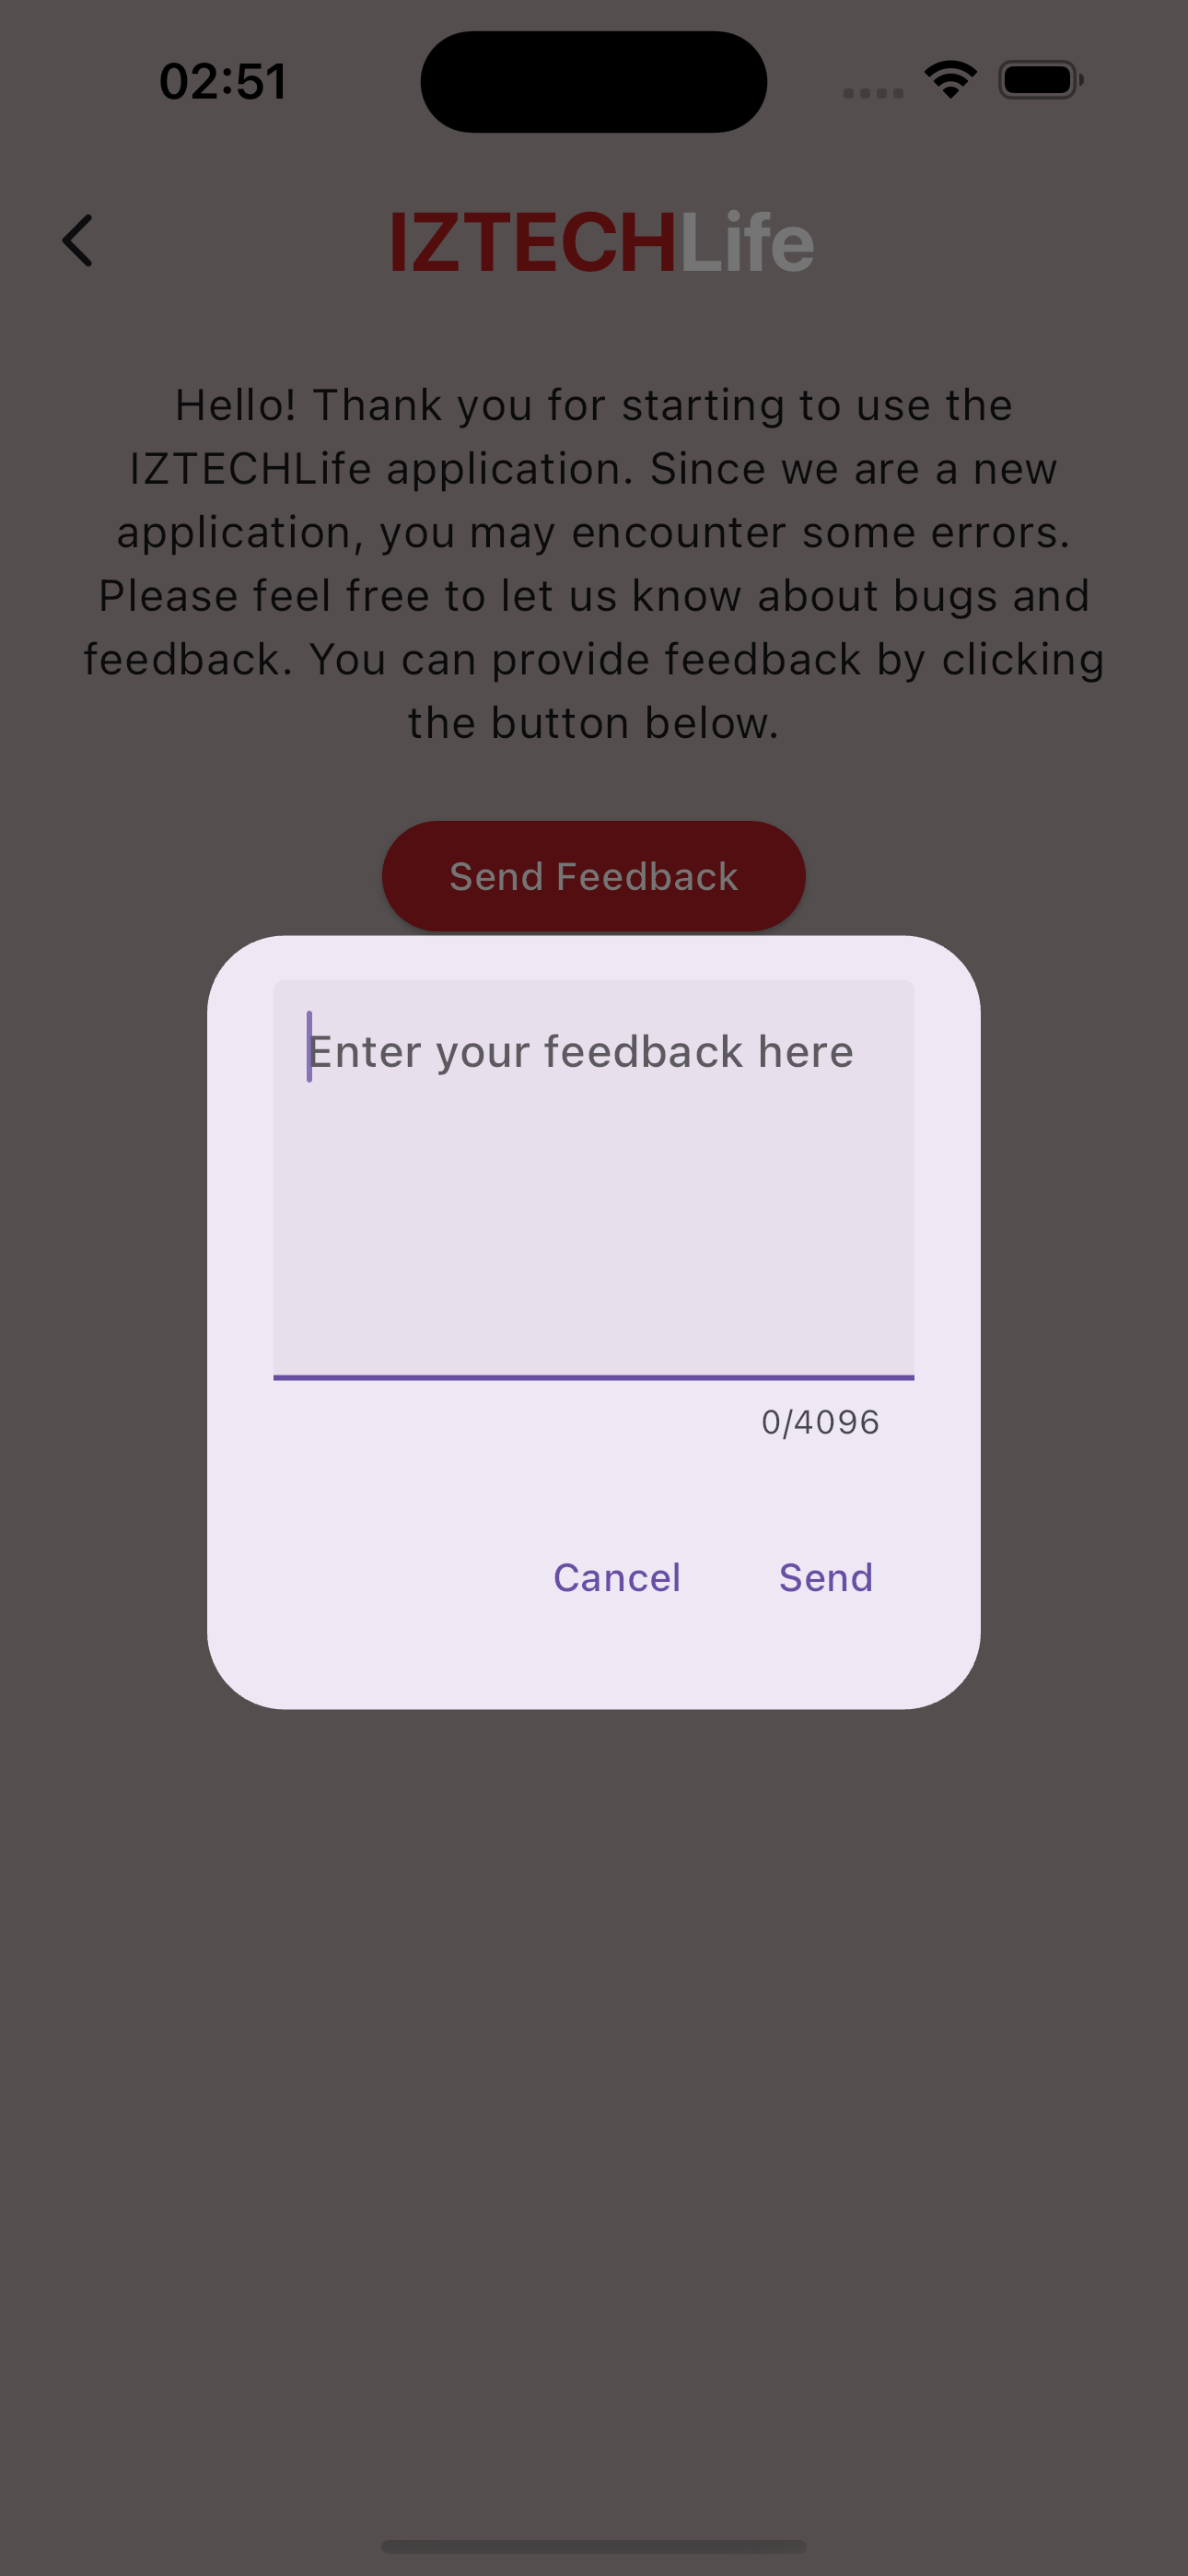 02:51
IZTECHLife
Hello! Thank you for starting to use the
IZTECHLife application. Since we are a new
application, you may encounter some errors.
Please feel free to let us know about bugs and
feedback. You can provide feedback by clicking
the button below.
Send Feedback
Enter your feedback here
0/4096
Cancel Send